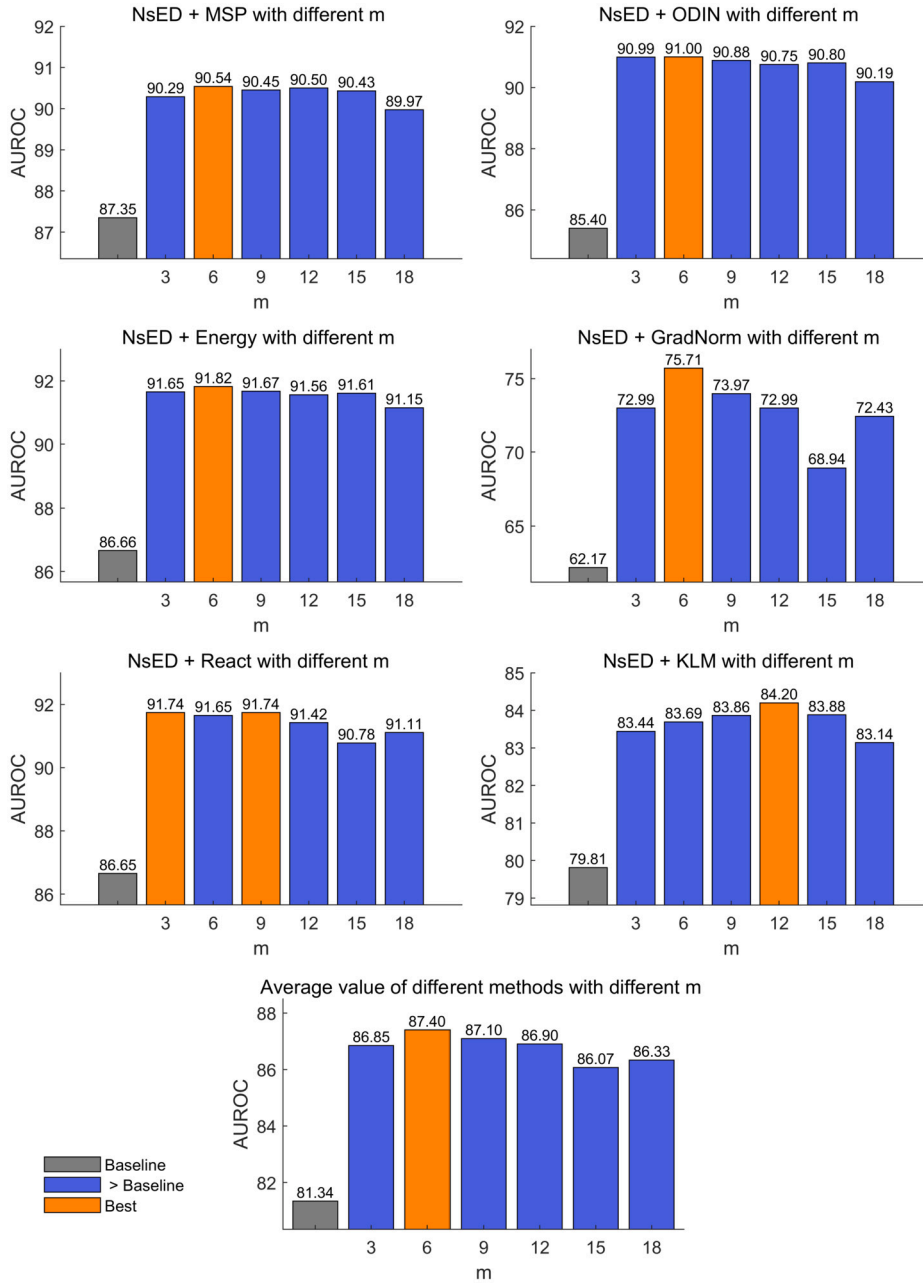 NsED + MSP with different m
92
91
90
89
88
87
AUROC
87.35
90.29
90.54
90.45
90.50
90.43
89.97
3 6 9 12 15 18
m
NsED + ODIN with different m
92
90
88
86
AUROC
85.40
90.99
91.00
90.88
90.75
90.80
90.19
3 6 9 12 15 18
m
NsED + Energy with different m
92
90
88
86
AUROC
86.66
91.65
91.82
91.67
91.56
91.61
91.15
3 6 9 12 15 18
m
NsED + GradNorm with different m
75
70
65
AUROC
62.17
72.99
75.71
73.97
72.99
68.94
72.43
3 6 9 12 15 18
m
NsED + React with different m
92
90
88
86
AUROC
86.65
91.74
91.65
91.74
91.42
90.78
91.11
3 6 9 12 15 18
m
NsED + KLM with different m
85
84
83
82
81
80
79
AUROC
79.81
83.44
83.69
83.86
84.20
83.88
83.14
3 6 9 12 15 18
m
Average value of different methods with different m
88
86
84
82
AUROC
81.34
86.85
87.40
87.10
86.90
86.07
86.33
3 6 9 12 15 18
m
Baseline
> Baseline
Best